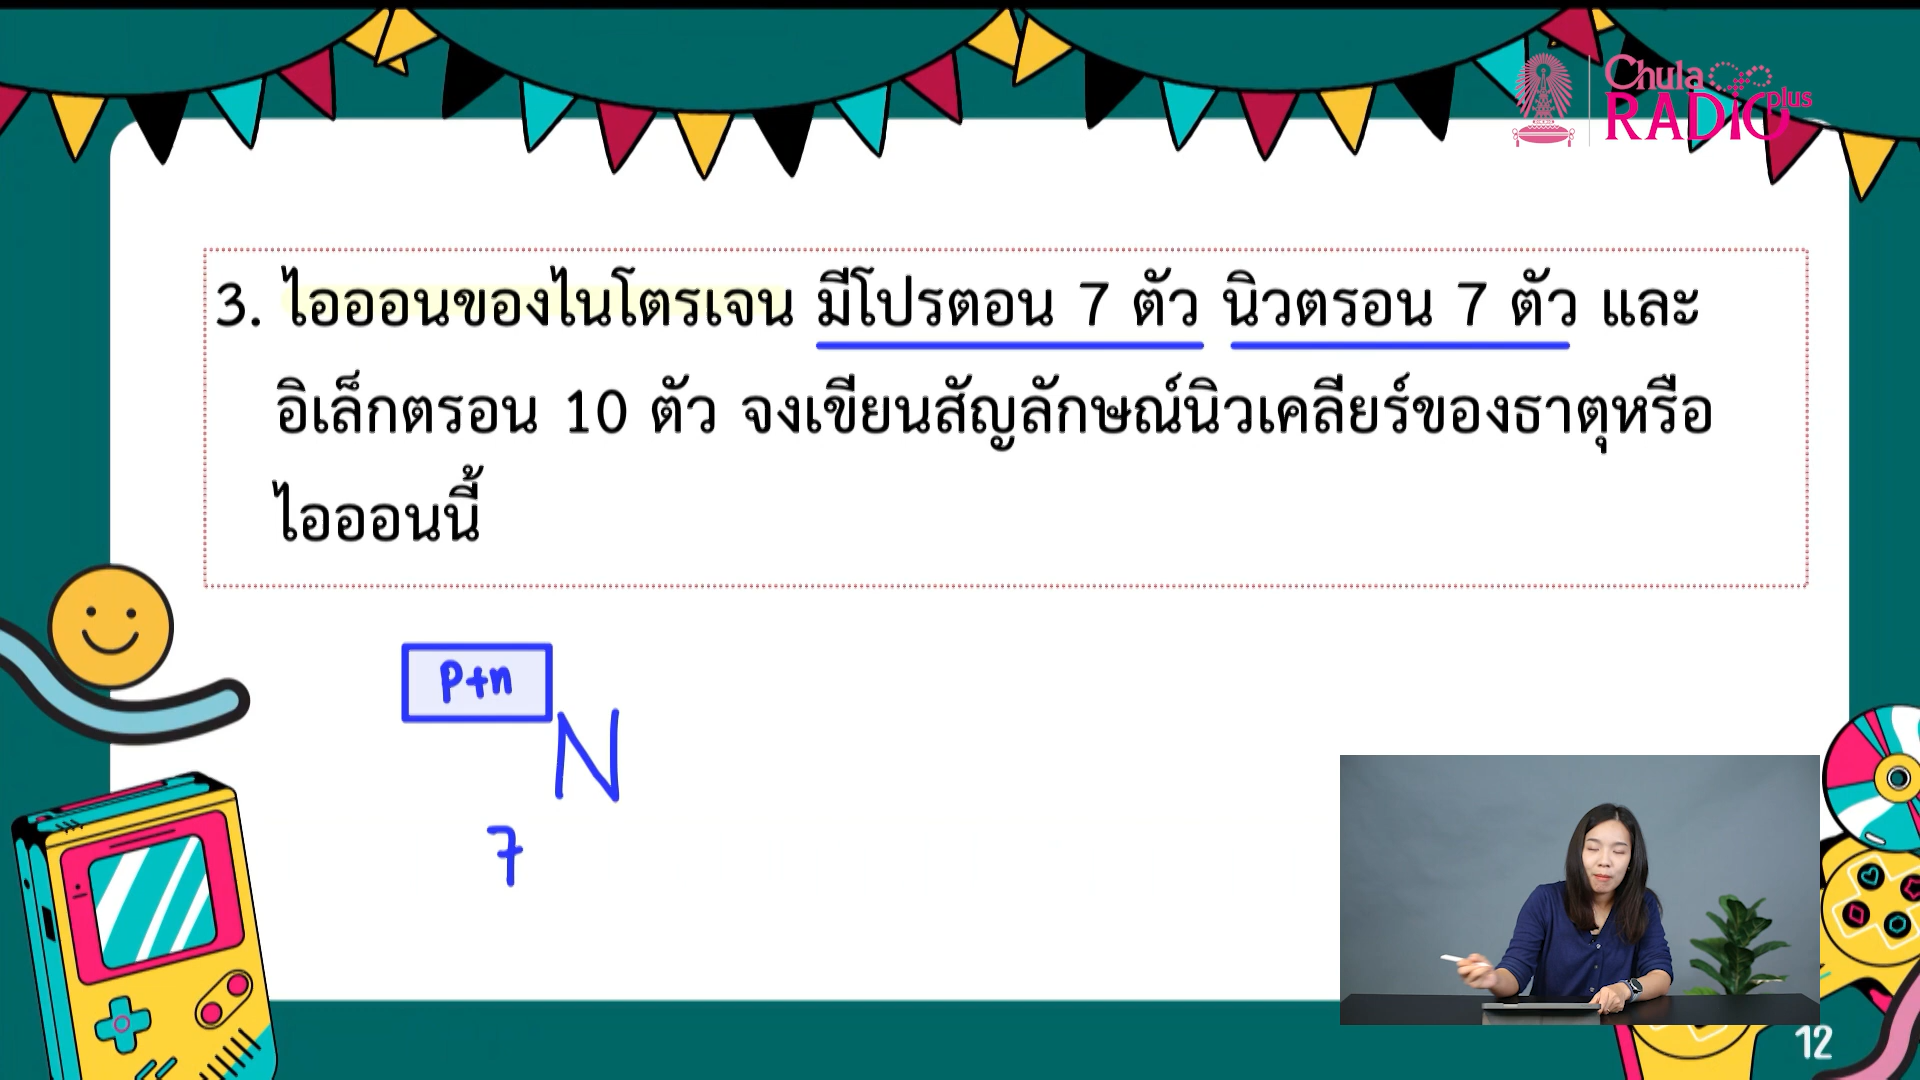 Chula
RADIO plus
3. ไอออนของไนโตรเจน มีโปรตอน 7 ตัว นิวตรอน 7 ตัว และ
อิเล็กตรอน 10 ตัว จงเขียนสัญลักษณ์นิวเคลียร์ของธาตุหรือ
ไอออนนี้
p+n
N
7
12